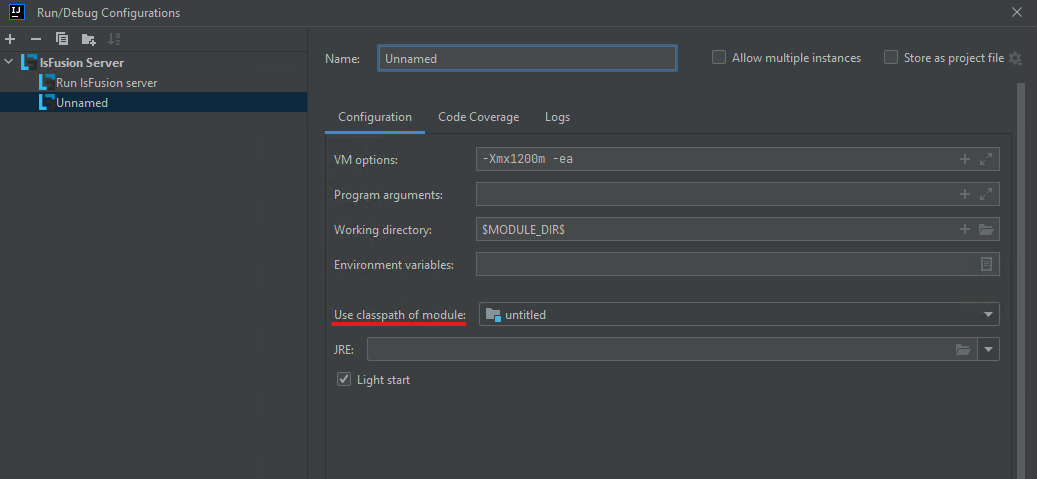 IJ
Run/Debug Configurations
lsFusion Server
Run lsFusion server
Unnamed
Name:
Unnamed
Allow multiple instances
Store as project file
Configuration
Code Coverage
Logs
VM options:
-Xmx1200m -ea
Program arguments:
Working directory:
$MODULE_DIR$
Environment variables:
Use classpath of module:
untitled
JRE:
Light start